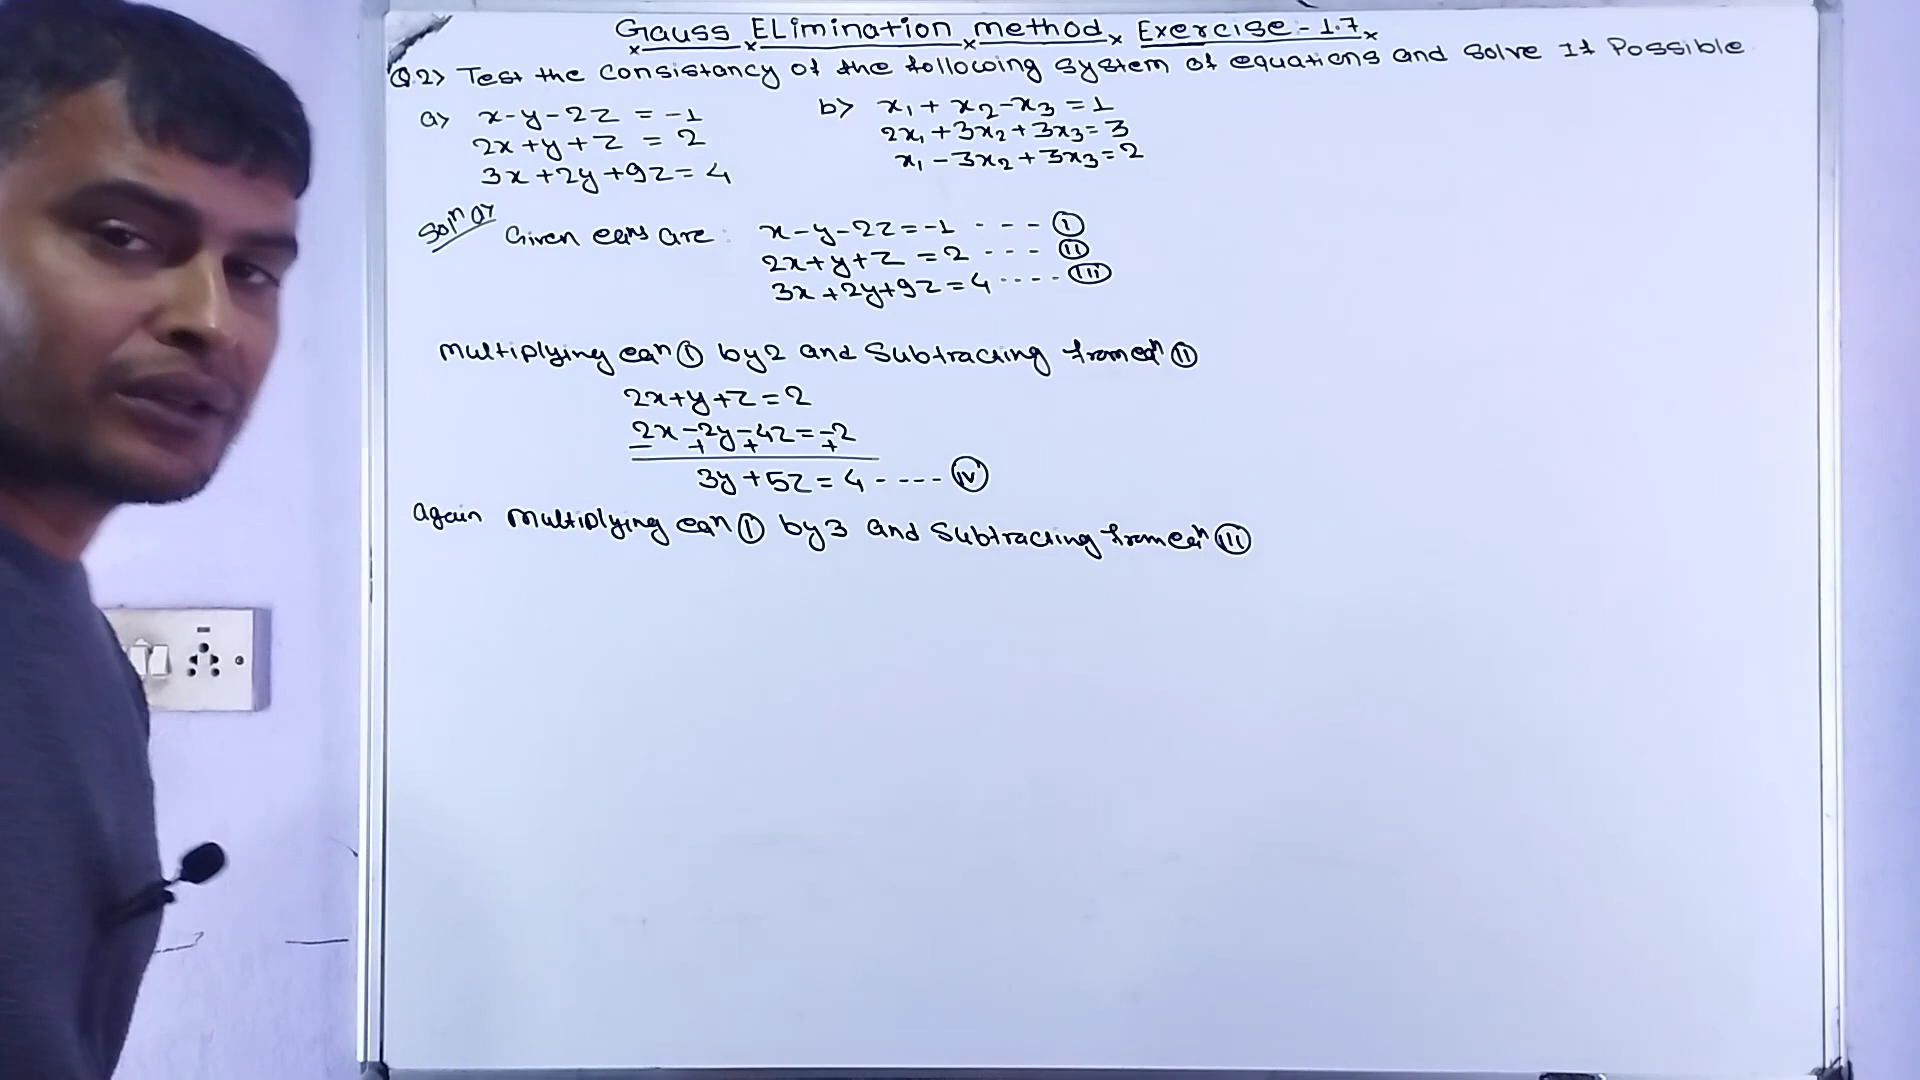 Gauss Elimination method Exercise:- 1.7
Q.2> Test the Consistancy of the following system of equations and solve If Possible
a> x-y-2z = -1
2x+y+z = 2
3x+2y+9z= 4
b> x₁ + x₂-x₃ = 1
2x₁+3x₂+3x₃= 3
x₁-3x₂+3x₃=2
Solⁿ a> Given eqns are: x-y-2z=-1 - - - (i)
2x+y+z = 2 - - - (ii)
3x+2y+9z=4 - - - - (iii)
Multiplying eqⁿ (i) by 2 and Subtracting from eqⁿ (ii)
2x+y+z=2
2x-2y-4z=-2
- + + +
3y+5z=4 - - - - - (iv)
Again Multiplying eqⁿ (i) by 3 and Subtracting from eqⁿ (iii)